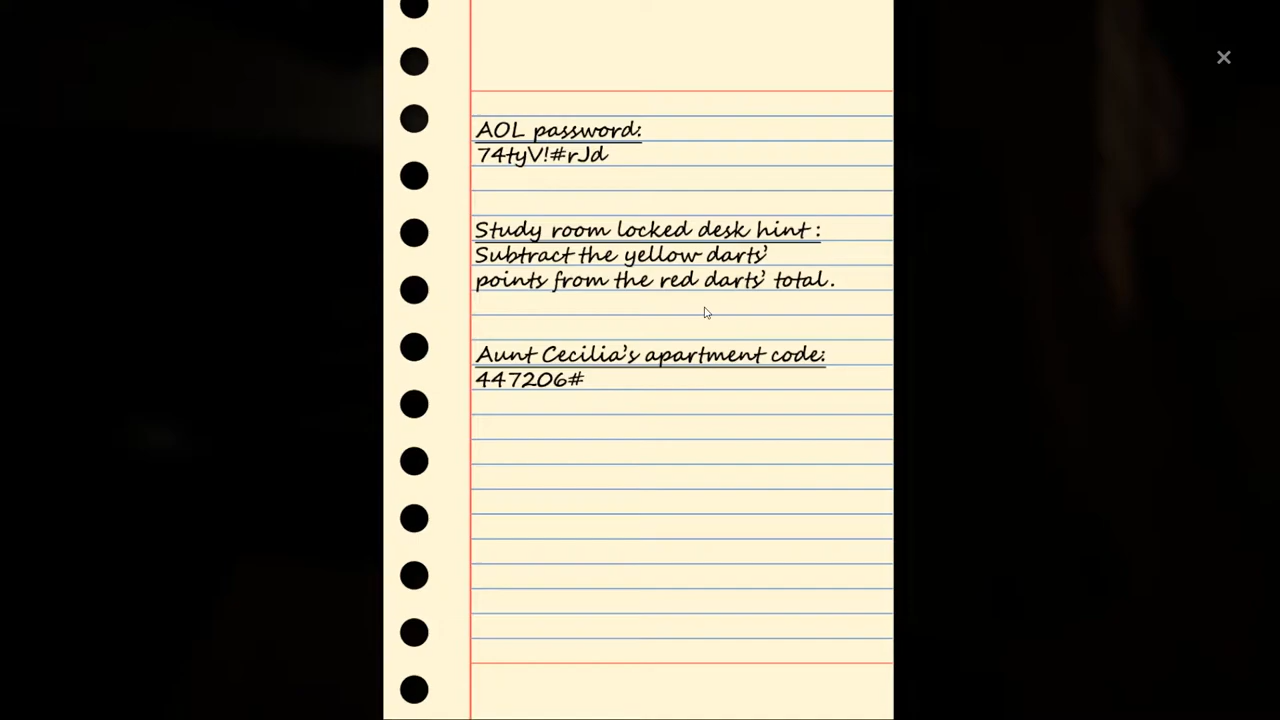 AOL password:
74tyV!#rJd
Study room locked desk hint :
Subtract the yellow darts'
points from the red darts' total.
Aunt Cecilia's apartment code:
447206#